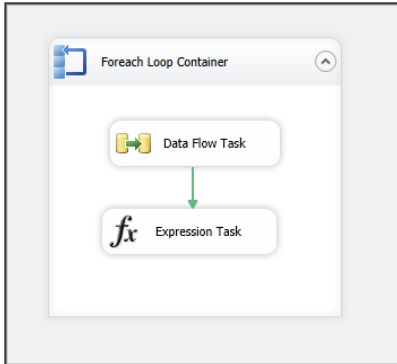 Foreach Loop Container
Data Flow Task
fx Expression Task